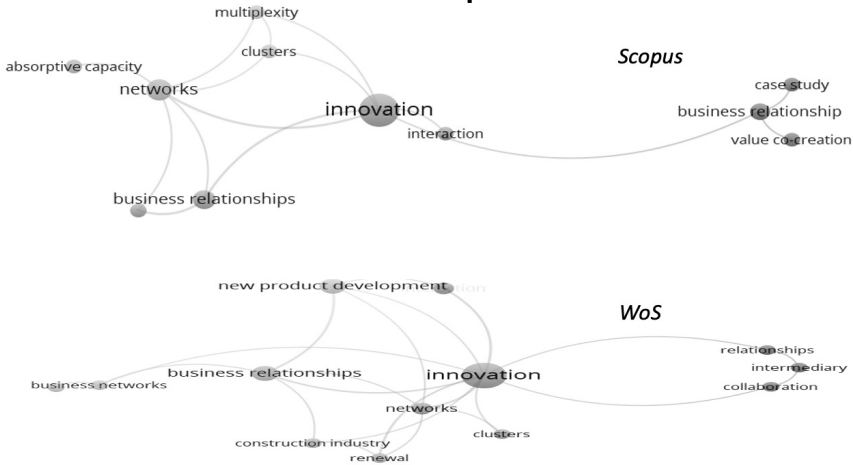 multiplexity
clusters
Scopus
absorptive capacity
networks
case study
innovation
business relationship
interaction
value co-creation
business relationships
new product development
WoS
relationships
intermediary
business relationships
innovation
business networks
collaboration
networks
clusters
construction industry
renewal